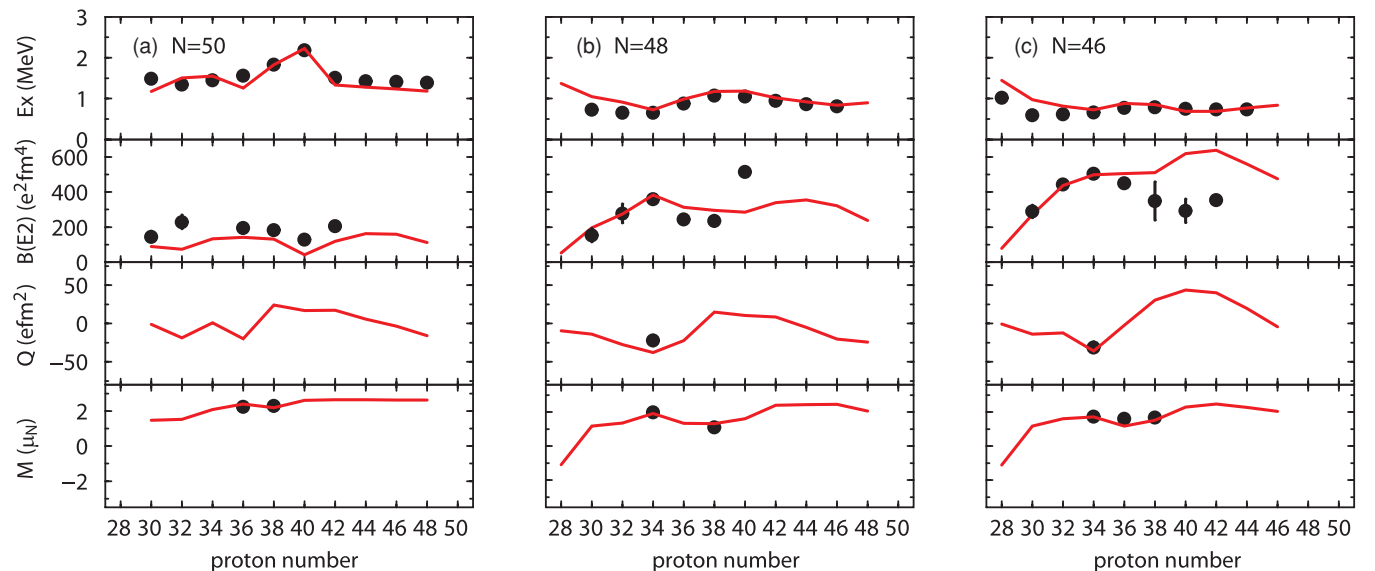 (a) N=50
(b) N=48
(c) N=46
Ex (MeV)
3
2
1
0
B(E2) (e²fm⁴)
600
400
200
0
Q (efm²)
50
0
−50
M (μN)
2
0
−2
28 30 32 34 36 38 40 42 44 46 48 50
28 30 32 34 36 38 40 42 44 46 48 50
28 30 32 34 36 38 40 42 44 46 48 50
proton number
proton number
proton number